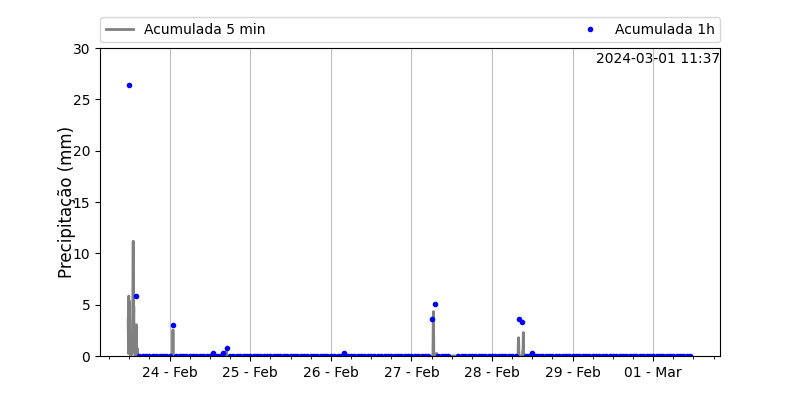 Acumulada 5 min
Acumulada 1h
2024-03-01 11:37
Precipitação (mm)
30
25
20
15
10
5
0
24 - Feb
25 - Feb
26 - Feb
27 - Feb
28 - Feb
29 - Feb
01 - Mar